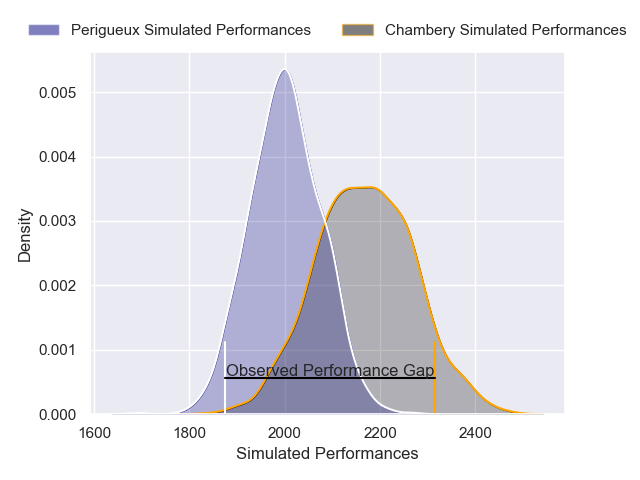 Perigueux Simulated Performances
Chambery Simulated Performances
0.005
0.004
0.003
0.002
0.001
0.000
Density
Observed Performance Gap
1600
1800
2000
2200
2400
Simulated Performances